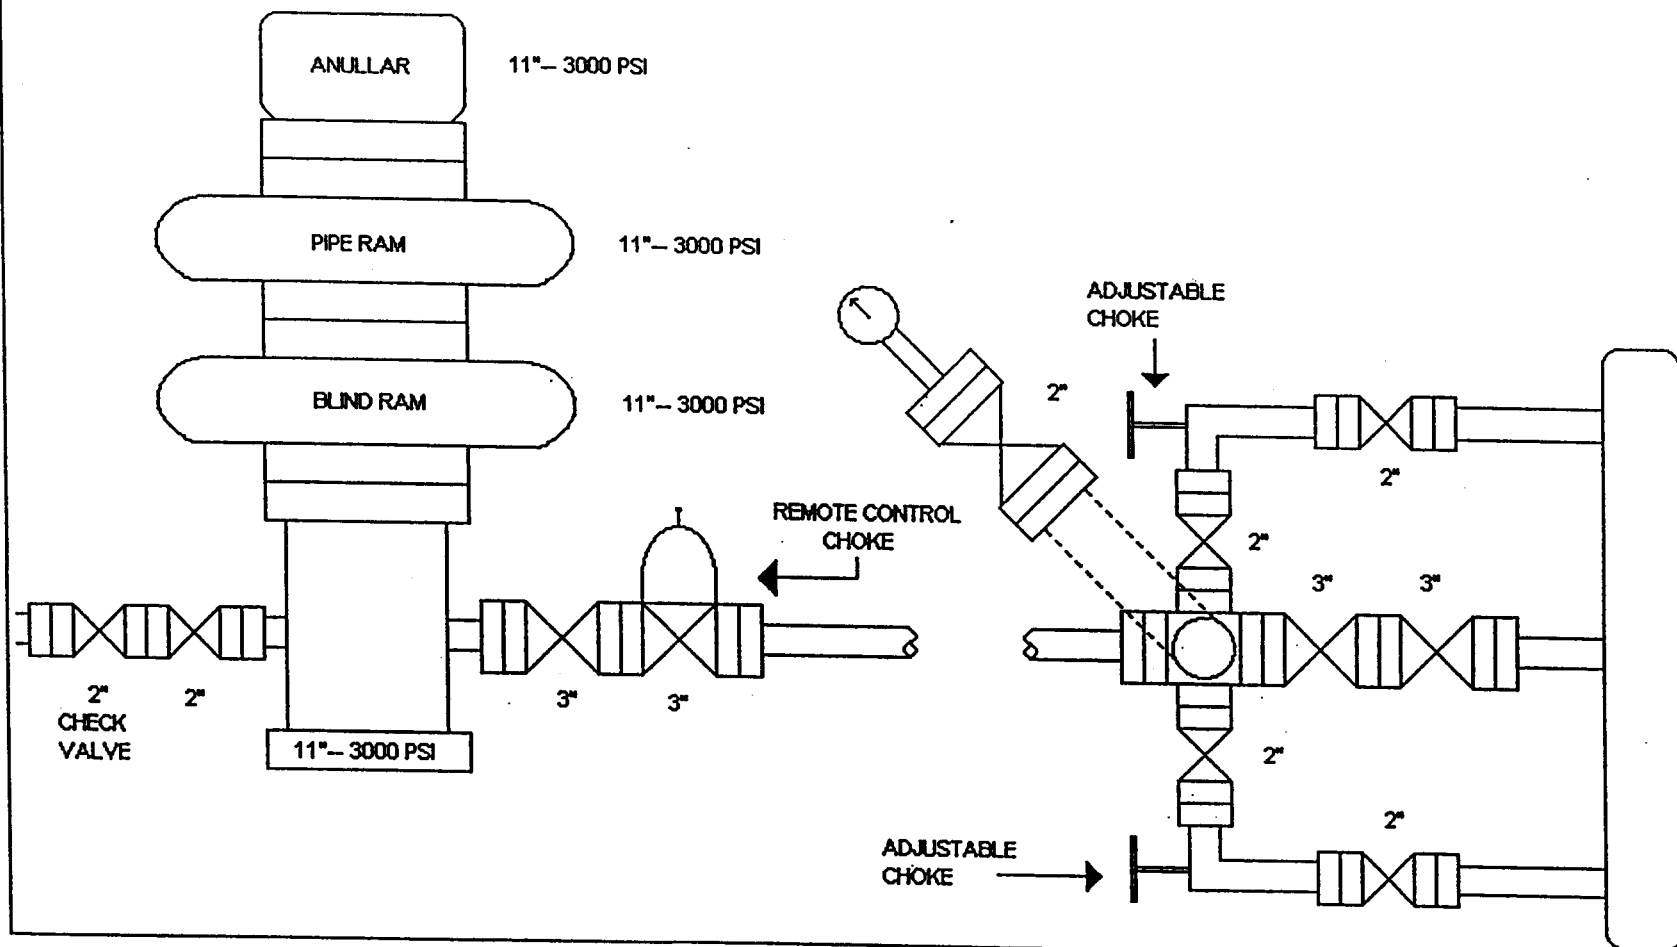 ANULLAR
11"-- 3000 PSI
PIPE RAM
11"-- 3000 PSI
BLIND RAM
11"-- 3000 PSI
ADJUSTABLE
CHOKE
2"
2"
REMOTE CONTROL
CHOKE
2"
3"
3"
2"
CHECK
VALVE
2"
3"
3"
11"-- 3000 PSI
2"
2"
ADJUSTABLE
CHOKE